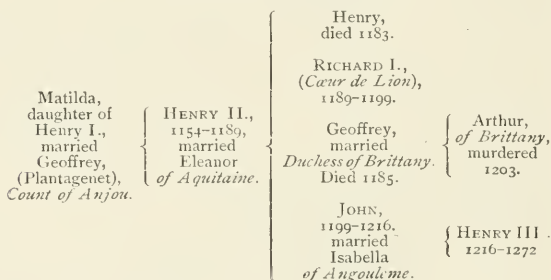 Matilda,
daughter of
Henry I.,
married
Geoffrey,
(Plantagenet),
Count of Anjou.
HENRY II.,
1154–1189,
married
Eleanor
of Aquitaine.
Henry,
died 1183.
RICHARD I.,
(Cœur de Lion),
1189–1199.
Geoffrey,
married
Duchess of Brittany.
Died 1185.
JOHN,
1199–1216.
married
Isabella
of Angouleme.
Arthur,
of Brittany,
murdered
1203.
HENRY III.
1216–1272